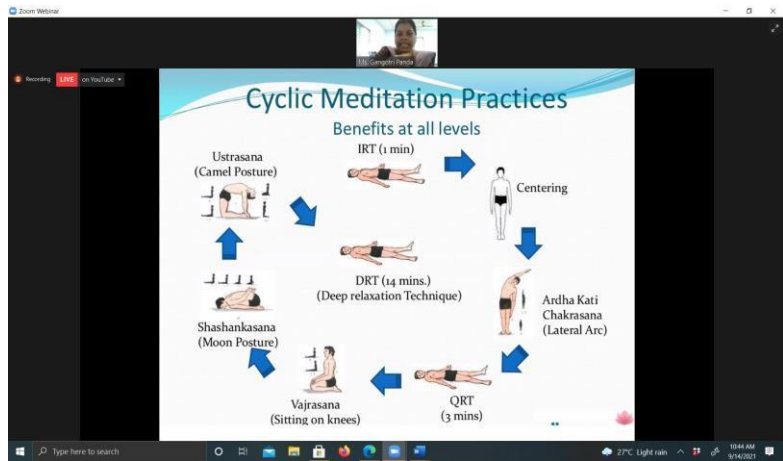 Zoom Webinar
Ms. Gangotri Panda
Recording
LIVE on YouTube
Cyclic Meditation Practices
Benefits at all levels
IRT (1 min)
Centering
Ardha Kati
Chakrasana
(Lateral Arc)
QRT
(3 mins)
Vajrasana
(Sitting on knees)
Shashankasana
(Moon Posture)
Ustrasana
(Camel Posture)
DRT (14 mins.)
(Deep relaxation Technique)
Type here to search
27°C Light rain
10:44 AM
9/14/2021